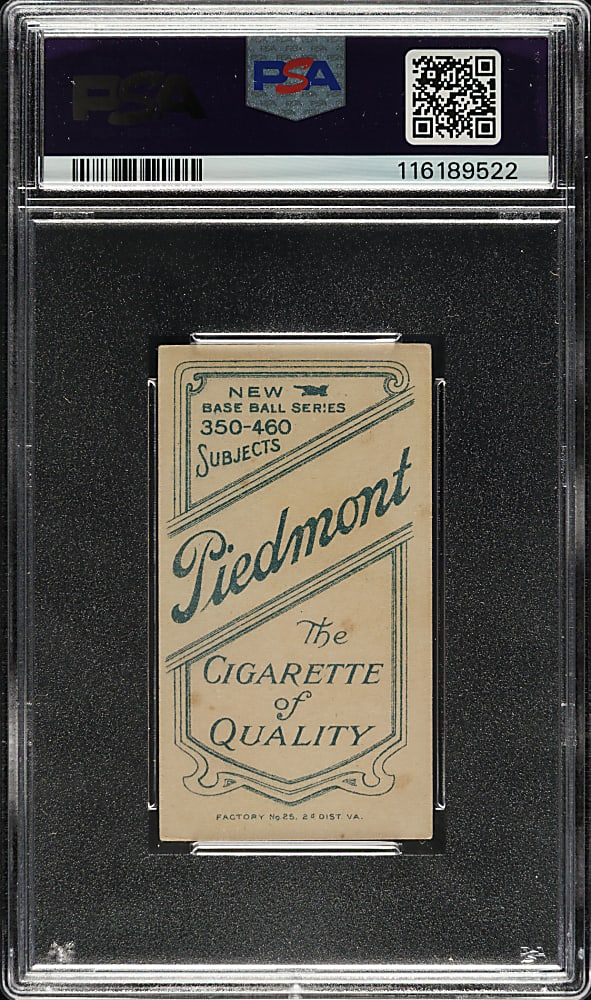 PSA
PSA
116189522
NEW
BASE BALL SERIES
350-460
SUBJECTS
Piedmont
The
CIGARETTE
of
QUALITY
FACTORY No 25, 2d DIST VA.